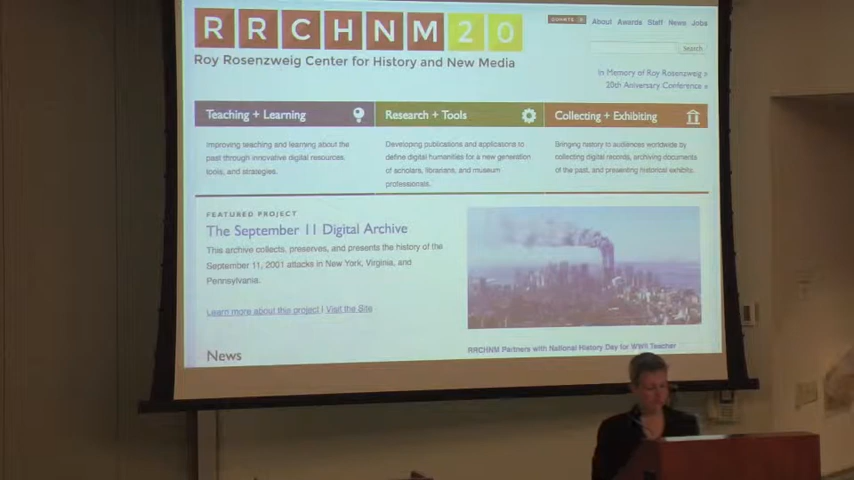 RRCHNM20
DONATE
About Awards Staff News Jobs
Roy Rosenzweig Center for History and New Media
Search
In Memory of Roy Rosenzweig »
20th Aniversary Conference »
Teaching + Learning
Research + Tools
Collecting + Exhibiting
Improving teaching and learning about the
past through innovative digital resources,
tools, and strategies.
Developing publications and applications to
define digital humanities for a new generation
of scholars, librarians, and museum
professionals.
Bringing history to audiences worldwide by
collecting digital records, archiving documents
of the past, and presenting historical exhibits.
FEATURED PROJECT
The September 11 Digital Archive
This archive collects, preserves, and presents the history of the
September 11, 2001 attacks in New York, Virginia, and
Pennsylvania.
Learn more about this project | Visit the Site
News
RRCHNM Partners with National History Day for WWII Teacher